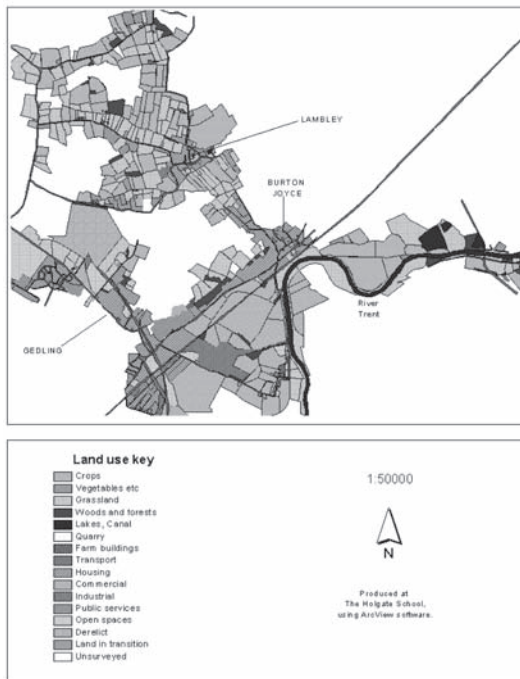 LAMBLEY
BURTON
JOYCE
River
Trent
GEDLING
Land use key
Crops
Vegetables etc
Grassland
Woods and forests
Lakes, Canal
Quarry
Farm buildings
Transport
Housing
Commercial
Industrial
Public services
Open spaces
Derelict
Land in transition
Unsurveyed
1:50000
N
Produced at
The Holgate School,
using ArcView software.